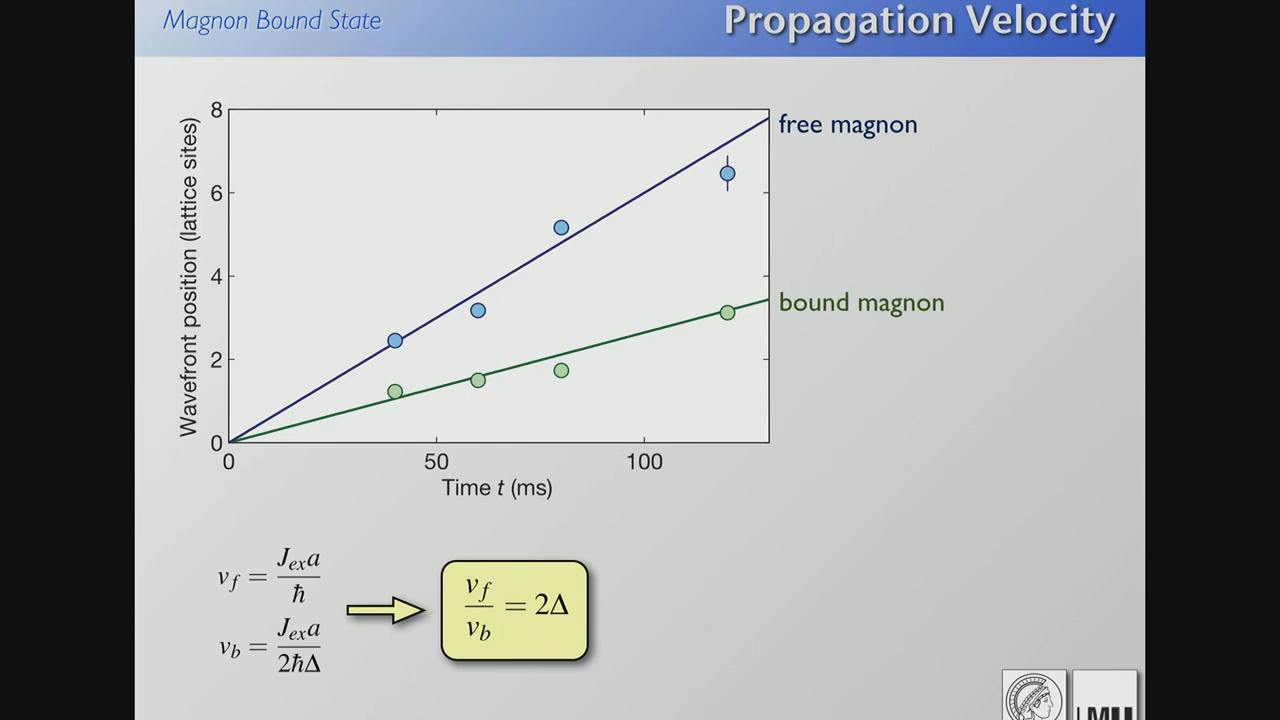 Magnon Bound State
Propagation Velocity
8
6
4
2
0
Wavefront position (lattice sites)
free magnon
bound magnon
0 50 100
Time t (ms)
v_f = J_ex a / ħ
v_b = J_ex a / 2ħΔ
v_f / v_b = 2Δ
LMU